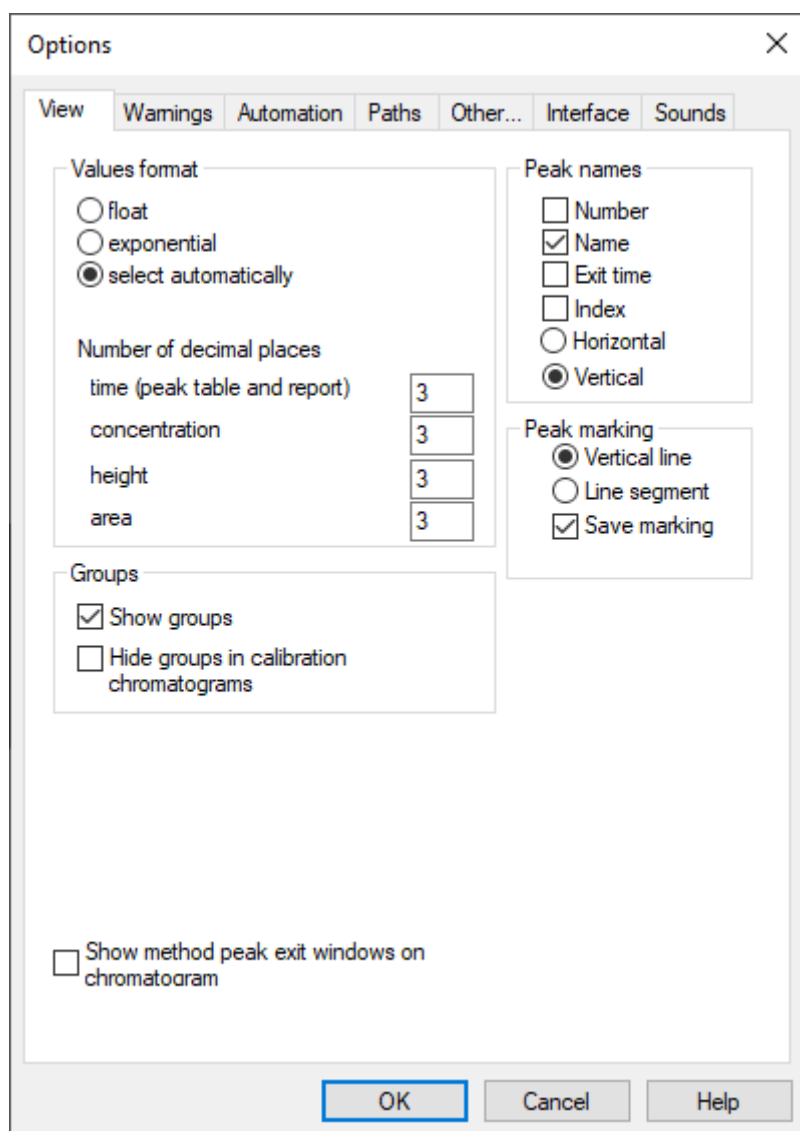 Options
View Warnings Automation Paths Other... Interface Sounds
Values format
float
exponential
select automatically
Number of decimal places
time (peak table and report) 3
concentration 3
height 3
area 3
Peak names
Number
Name
Exit time
Index
Horizontal
Vertical
Peak marking
Vertical line
Line segment
Save marking
Groups
Show groups
Hide groups in calibration
chromatograms
Show method peak exit windows on
chromatogram
OK Cancel Help